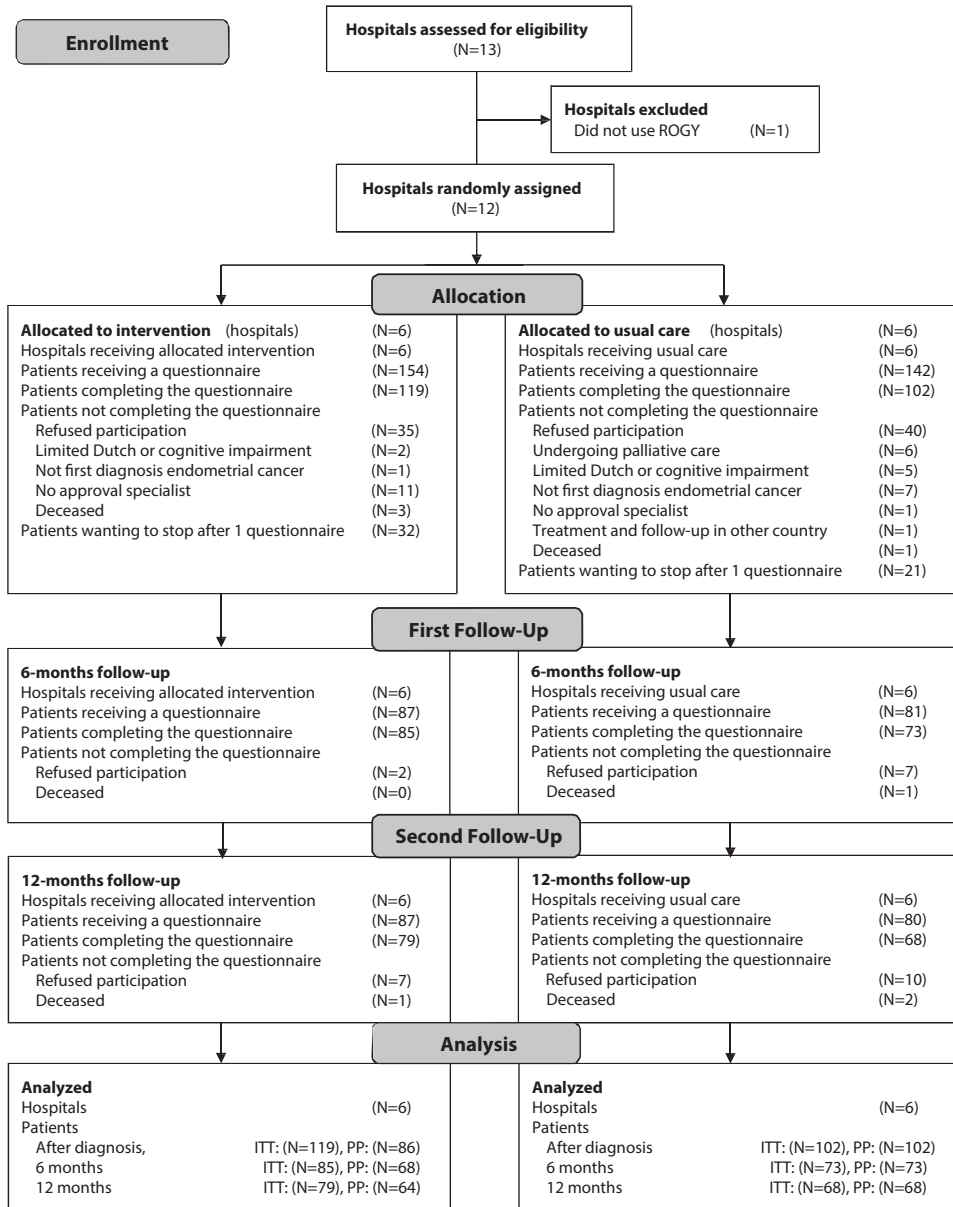 Enrollment
Hospitals assessed for eligibility
(N=13)
Hospitals excluded
Did not use ROGY (N=1)
Hospitals randomly assigned
(N=12)
Allocation
Allocated to intervention (hospitals) (N=6)
Hospitals receiving allocated intervention (N=6)
Patients receiving a questionnaire (N=154)
Patients completing the questionnaire (N=119)
Patients not completing the questionnaire
Refused participation (N=35)
Limited Dutch or cognitive impairment (N=2)
Not first diagnosis endometrial cancer (N=1)
No approval specialist (N=11)
Deceased (N=3)
Patients wanting to stop after 1 questionnaire (N=32)
Allocated to usual care (hospitals) (N=6)
Hospitals receiving usual care (N=6)
Patients receiving a questionnaire (N=142)
Patients completing the questionnaire (N=102)
Patients not completing the questionnaire
Refused participation (N=40)
Undergoing palliative care (N=6)
Limited Dutch or cognitive impairment (N=5)
Not first diagnosis endometrial cancer (N=7)
No approval specialist (N=1)
Treatment and follow-up in other country (N=1)
Deceased (N=1)
Patients wanting to stop after 1 questionnaire (N=21)
First Follow-Up
6-months follow-up
Hospitals receiving allocated intervention (N=6)
Patients receiving a questionnaire (N=87)
Patients completing the questionnaire (N=85)
Patients not completing the questionnaire
Refused participation (N=2)
Deceased (N=0)
6-months follow-up
Hospitals receiving usual care (N=6)
Patients receiving a questionnaire (N=81)
Patients completing the questionnaire (N=73)
Patients not completing the questionnaire
Refused participation (N=7)
Deceased (N=1)
Second Follow-Up
12-months follow-up
Hospitals receiving allocated intervention (N=6)
Patients receiving a questionnaire (N=87)
Patients completing the questionnaire (N=79)
Patients not completing the questionnaire
Refused participation (N=7)
Deceased (N=1)
12-months follow-up
Hospitals receiving usual care (N=6)
Patients receiving a questionnaire (N=80)
Patients completing the questionnaire (N=68)
Patients not completing the questionnaire
Refused participation (N=10)
Deceased (N=2)
Analysis
Analyzed
Hospitals (N=6)
Patients
After diagnosis, ITT: (N=119), PP: (N=86)
6 months ITT: (N=85), PP: (N=68)
12 months ITT: (N=79), PP: (N=64)
Analyzed
Hospitals (N=6)
Patients
After diagnosis ITT: (N=102), PP: (N=102)
6 months ITT: (N=73), PP: (N=73)
12 months ITT: (N=68), PP: (N=68)